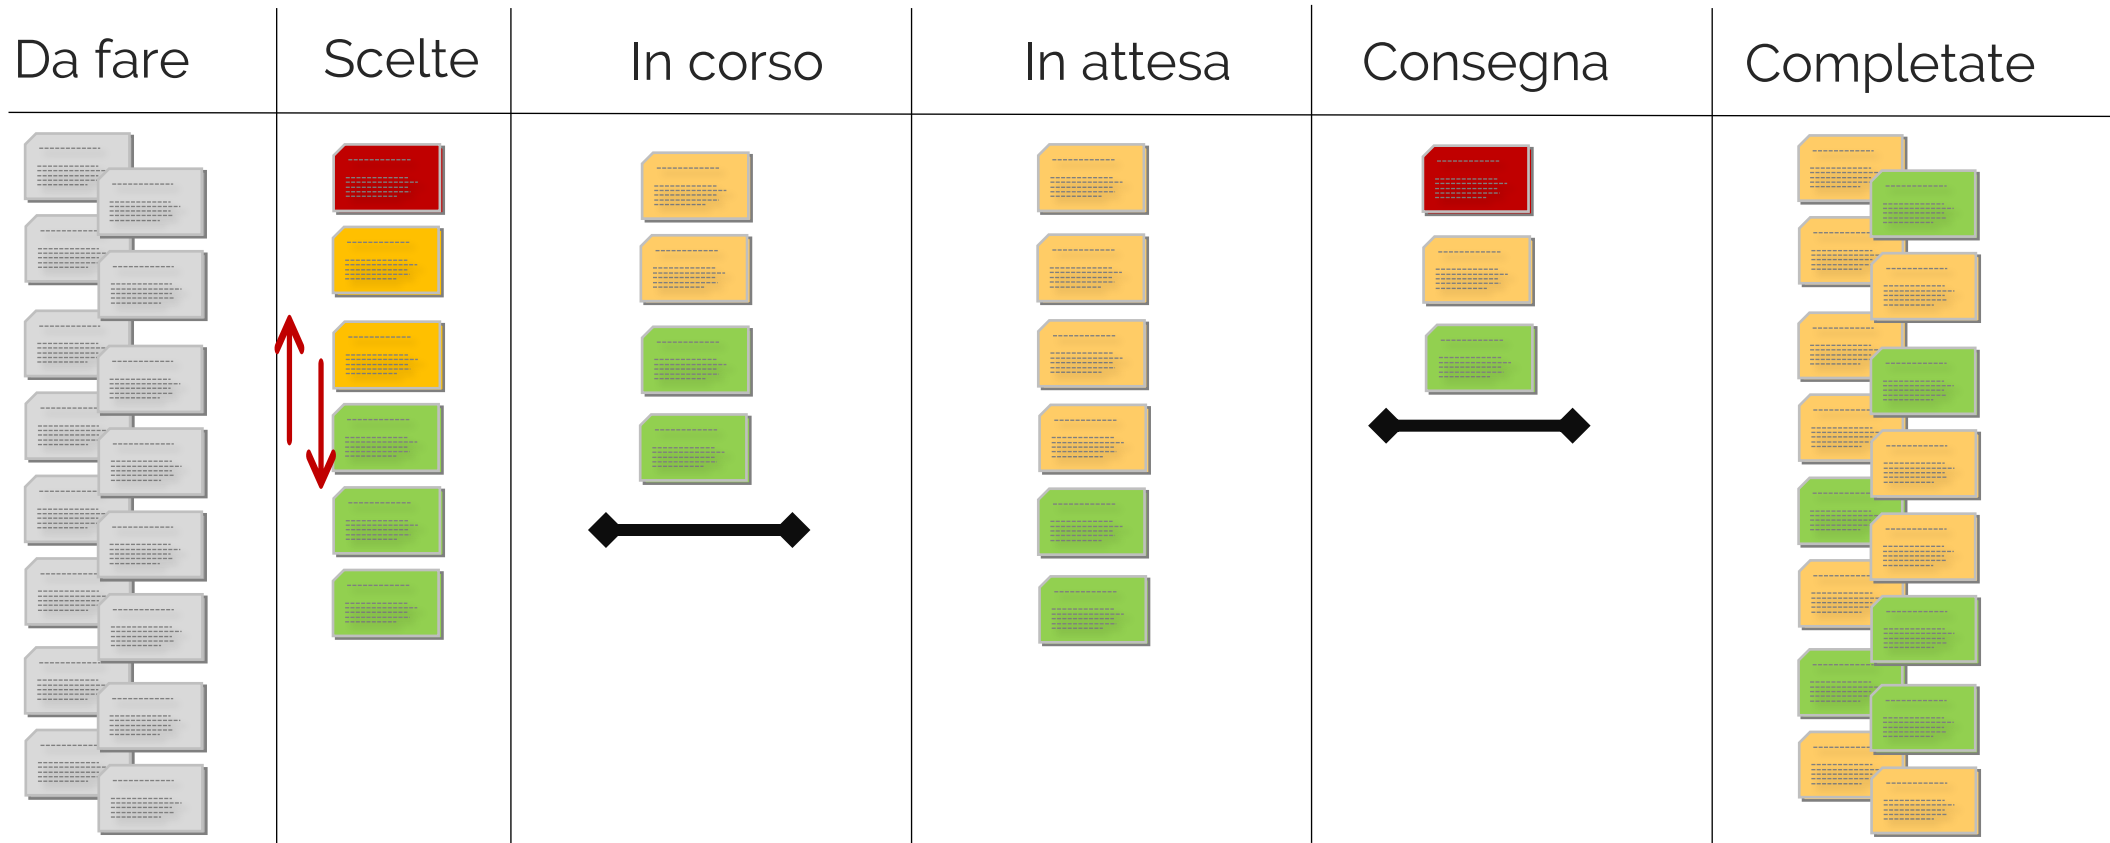 Da fare
Scelte
In corso
In attesa
Consegna
Completate